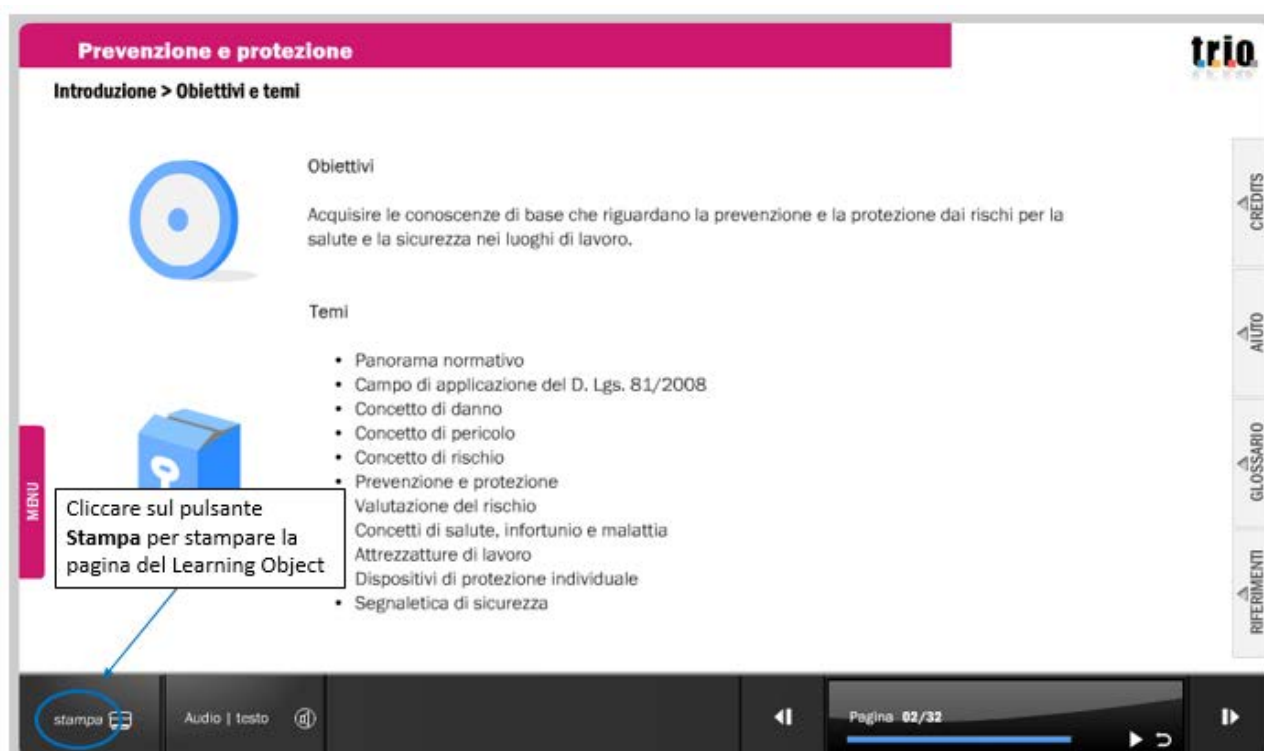 Prevenzione e protezione
trio
Introduzione > Obiettivi e temi
Obiettivi
Acquisire le conoscenze di base che riguardano la prevenzione e la protezione dai rischi per la
salute e la sicurezza nei luoghi di lavoro.
Temi
• Panorama normativo
• Campo di applicazione del D. Lgs. 81/2008
• Concetto di danno
• Concetto di pericolo
• Concetto di rischio
• Prevenzione e protezione
Valutazione del rischio
Concetti di salute, infortunio e malattia
Attrezzature di lavoro
Dispositivi di protezione individuale
• Segnaletica di sicurezza
MENU
Cliccare sul pulsante
Stampa per stampare la
pagina del Learning Object
CREDITS
AIUTO
GLOSSARIO
RIFERIMENTI
stampa
Audio | testo
Pagina 02/32